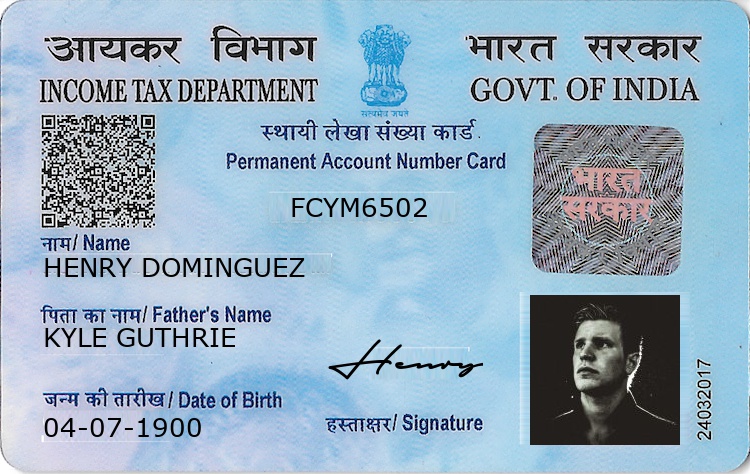 आयकर विभाग
INCOME TAX DEPARTMENT
भारत सरकार
GOVT. OF INDIA
सत्यमेव जयते
स्थायी लेखा संख्या कार्ड
Permanent Account Number Card
FCYM6502
भारत
सरकार
नाम/ Name
HENRY DOMINGUEZ
पिता का नाम/ Father's Name
KYLE GUTHRIE
Henry
जन्म की तारीख/ Date of Birth
04-07-1900
हस्ताक्षर/ Signature
24032017